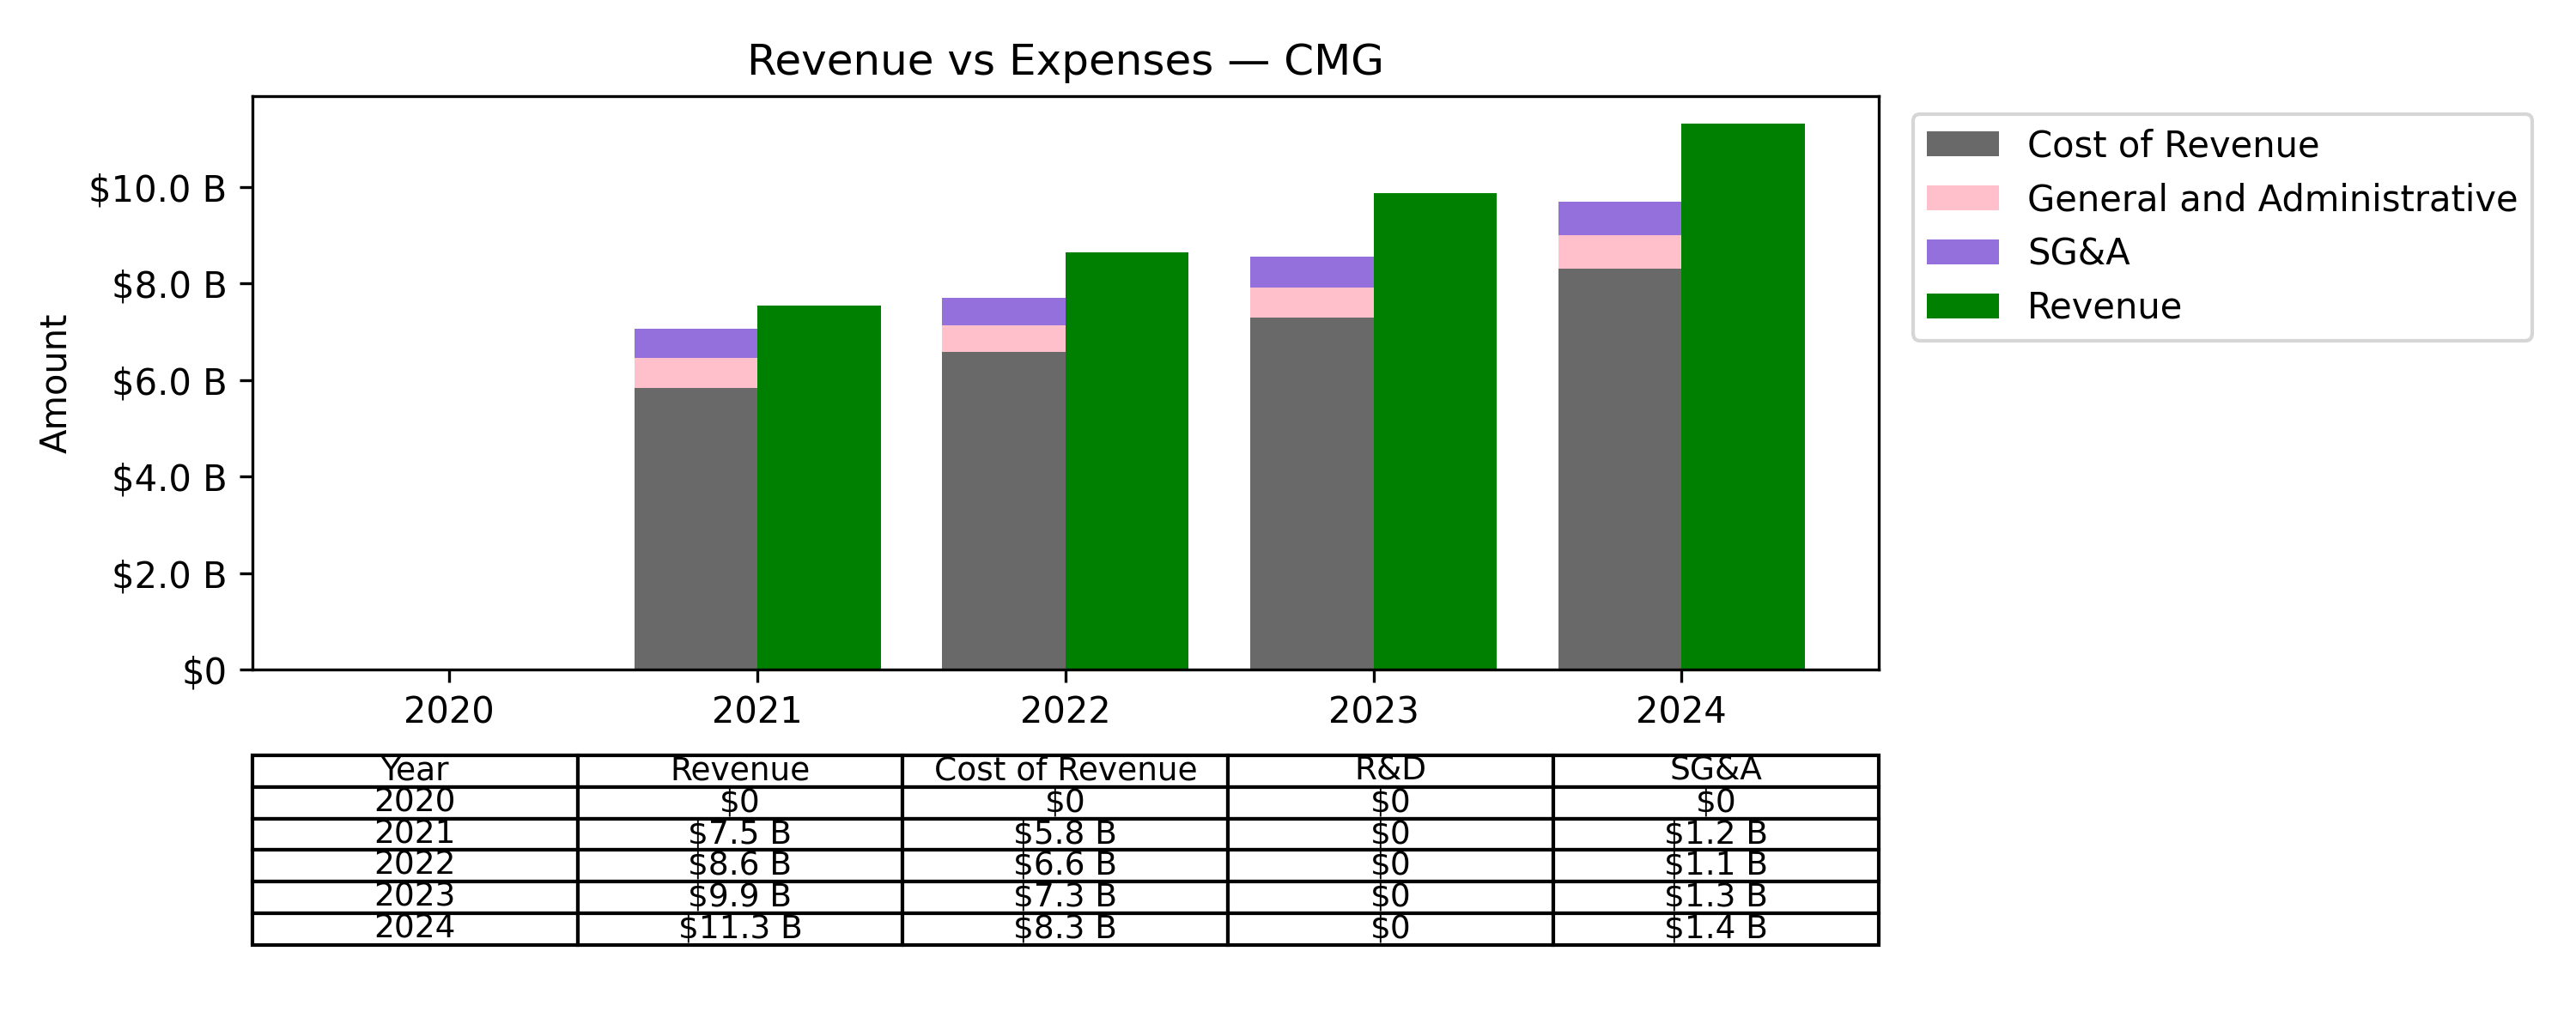 Revenue vs Expenses — CMG
Amount
$10.0 B
$8.0 B
$6.0 B
$4.0 B
$2.0 B
$0
2020 2021 2022 2023 2024
Cost of Revenue
General and Administrative
SG&A
Revenue
Year Revenue Cost of Revenue R&D SG&A
2020 $0 $0 $0 $0
2021 $7.5 B $5.8 B $0 $1.2 B
2022 $8.6 B $6.6 B $0 $1.1 B
2023 $9.9 B $7.3 B $0 $1.3 B
2024 $11.3 B $8.3 B $0 $1.4 B